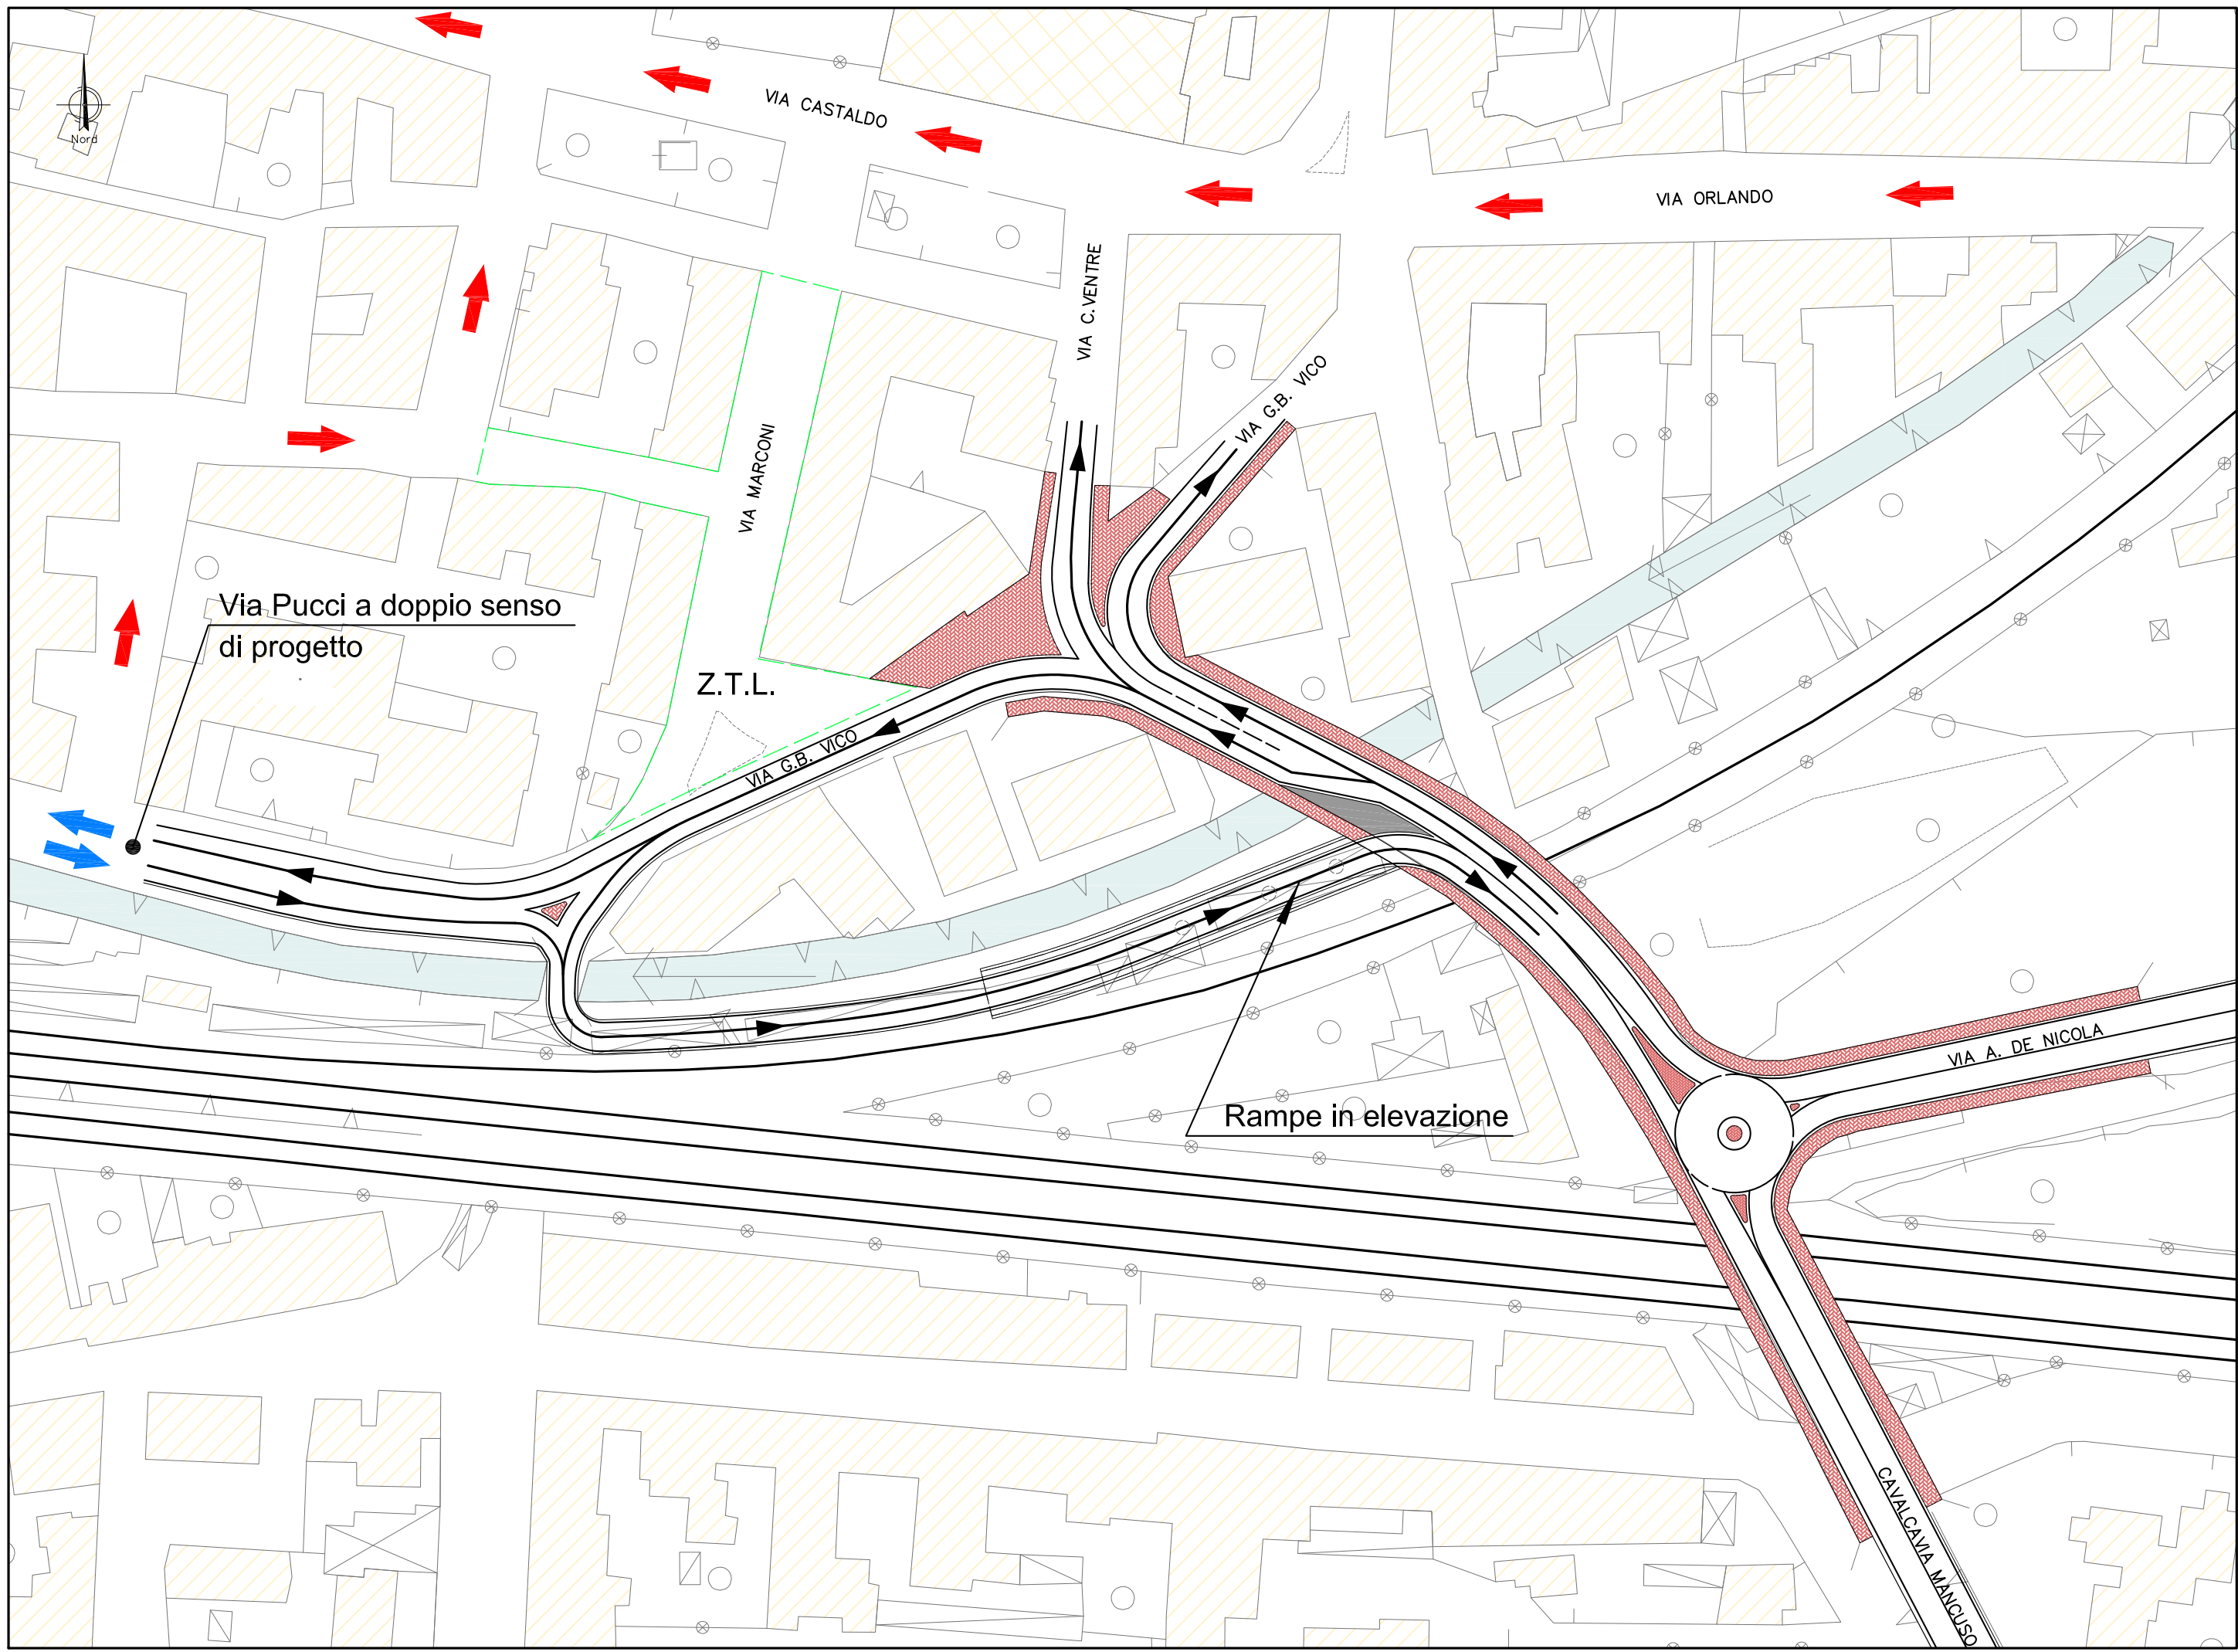 VIA CASTALDO
Nord
VIA ORLANDO
VIA C. VENTRE
VIA G.B. VICO
VIA MARCONI
Via Pucci a doppio senso
di progetto
Z.T.L.
VIA G.B. VICO
VIA A. DE NICOLA
Rampe in elevazione
CAVALCAVIA MANCUSO